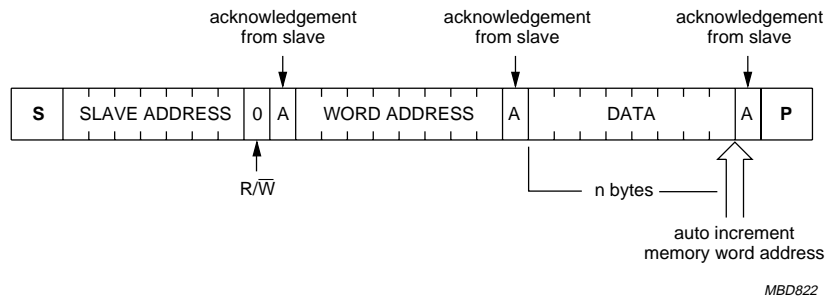 acknowledgement
from slave
acknowledgement
from slave
acknowledgement
from slave
S SLAVE ADDRESS 0 A WORD ADDRESS A DATA A P
R/W̅
n bytes
auto increment
memory word address
MBD822